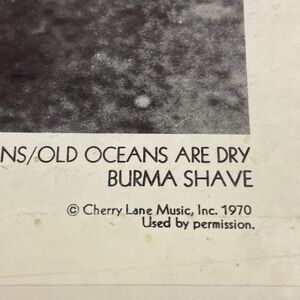 NS/OLD OCEANS ARE DRY
BURMA SHAVE
© Cherry Lane Music, Inc. 1970
Used by permission.